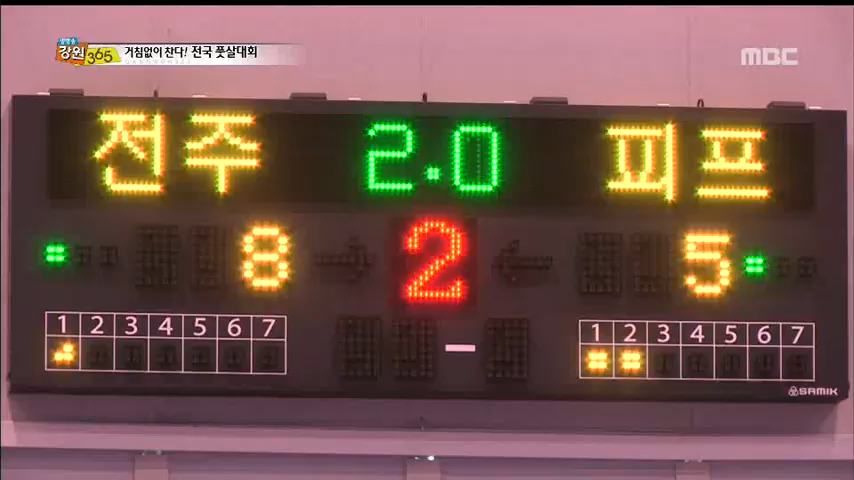 생방송
강원365 거침없이 찬다! 전국 풋살대회
MBC
전주 2.0 피프
8 2 5
1 2 3 4 5 6 7
1 2 3 4 5 6 7
SAMIK